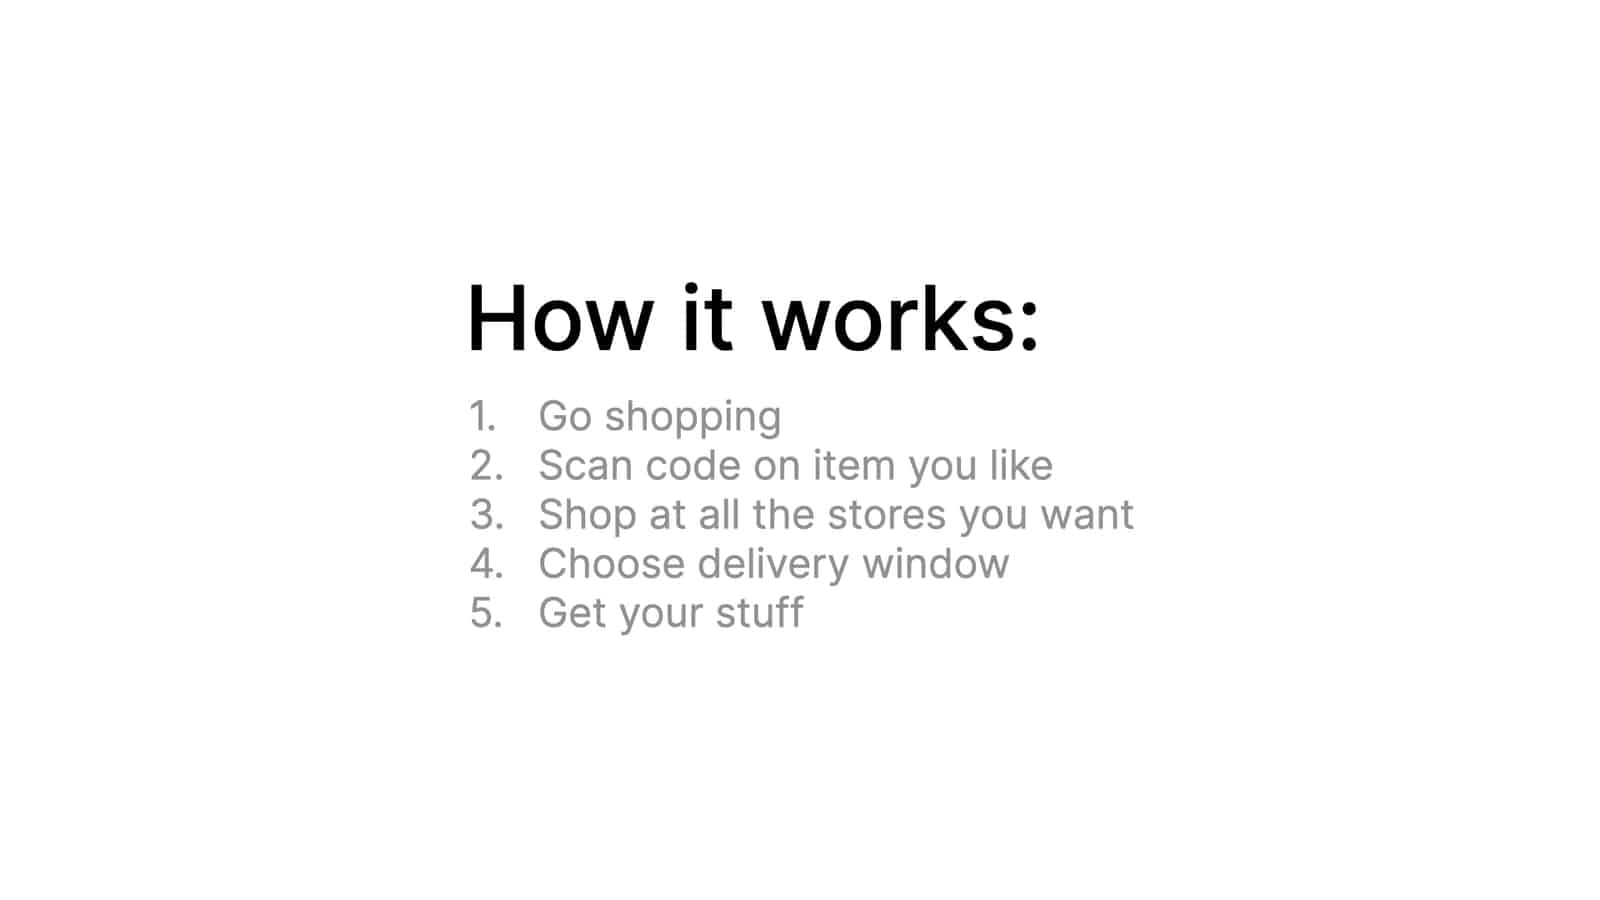 How it works:
1. Go shopping
2. Scan code on item you like
3. Shop at all the stores you want
4. Choose delivery window
5. Get your stuff